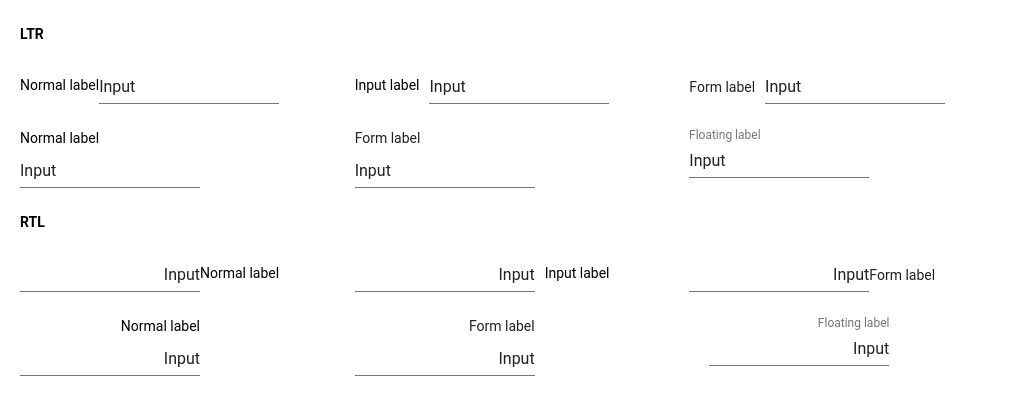 LTR
Normal label Input Input label Input Form label Input
Normal label Form label Floating label
Input Input Input
RTL
Input Normal label Input Input label Input Form label
Normal label Form label Floating label
Input Input Input